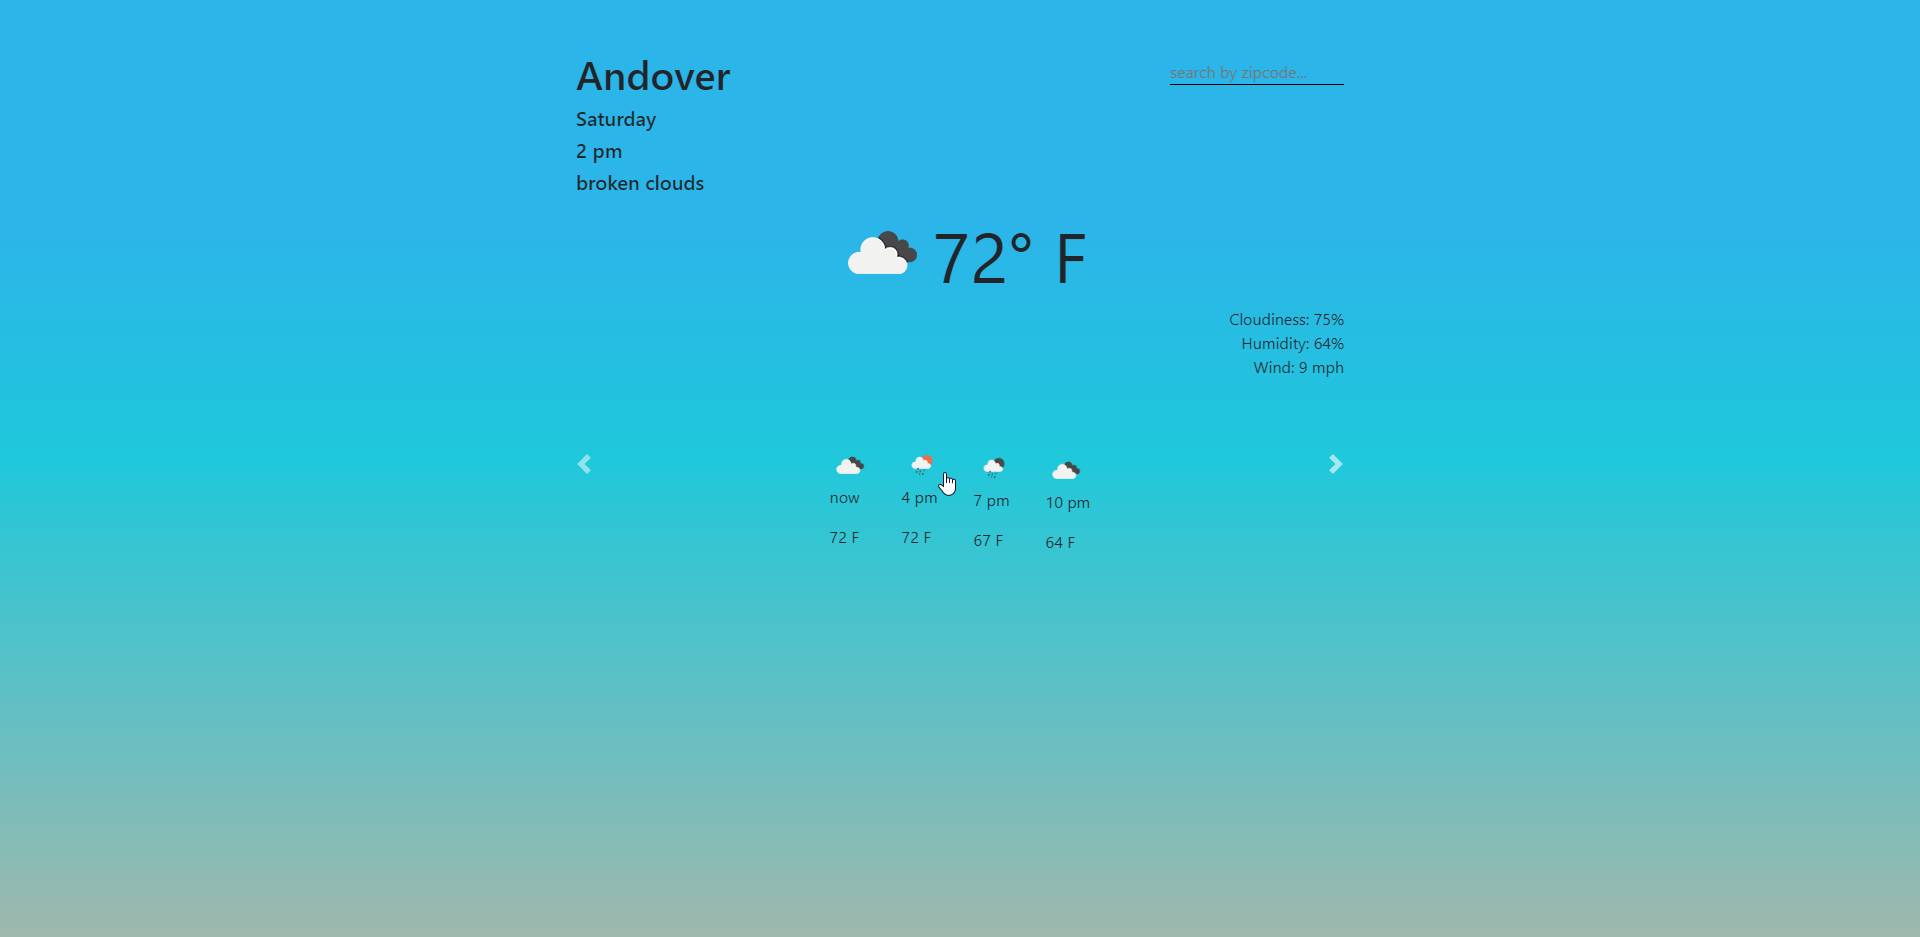 Andover
search by zipcode...
Saturday
2 pm
broken clouds
72° F
Cloudiness: 75%
Humidity: 64%
Wind: 9 mph
now 4 pm 7 pm 10 pm
72 F 72 F 67 F 64 F